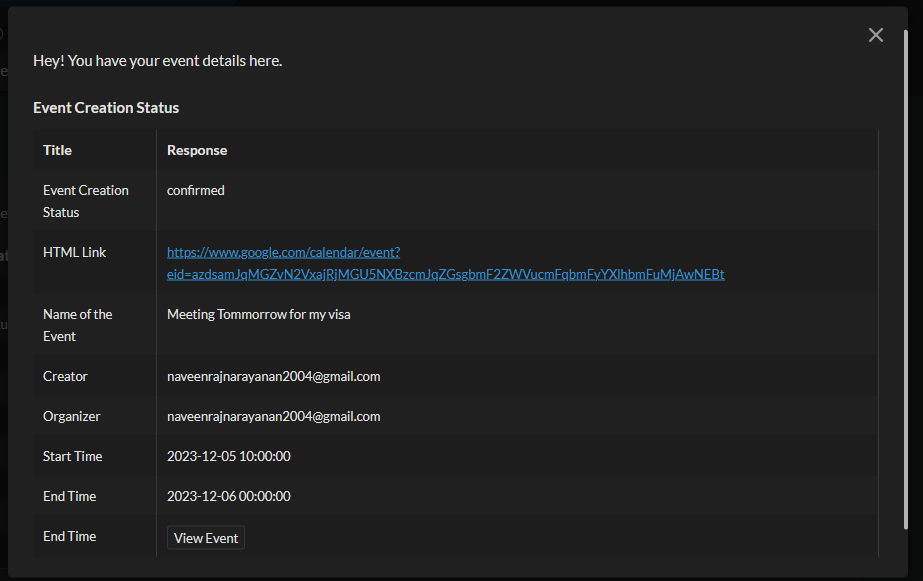 Hey! You have your event details here.
Event Creation Status
Title Response
Event Creation confirmed
Status
HTML Link https://www.google.com/calendar/event?
eid=azdsamJqMGZvN2VxajRjMGU5NXBzcmJqZGsgbmF2ZWVucmFqbmFyYXlhbmFuMjAwNEBt
Name of the Meeting Tommorrow for my visa
Event
Creator naveenrajnarayanan2004@gmail.com
Organizer naveenrajnarayanan2004@gmail.com
Start Time 2023-12-05 10:00:00
End Time 2023-12-06 00:00:00
End Time View Event